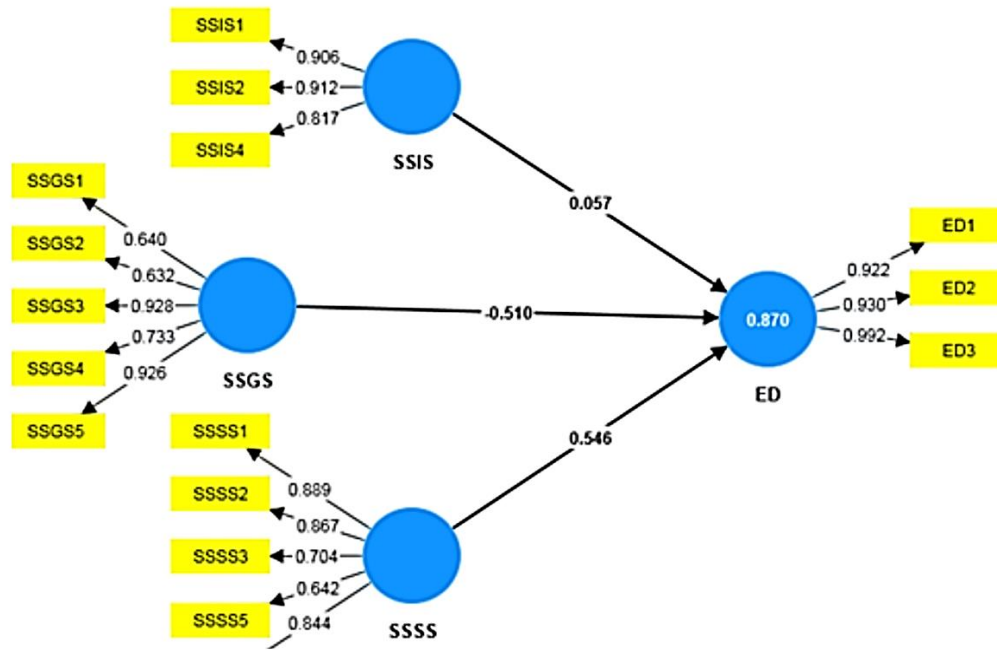 SSIS1
0.906
SSIS2
0.912
SSIS4
0.817
SSIS
SSGS1
0.640
SSGS2
0.632
SSGS3
0.928
SSGS4
0.733
SSGS5
0.926
SSGS
SSSS1
0.889
SSSS2
0.867
SSSS3
0.704
SSSS5
0.642
0.844
SSSS
0.057
-0.510
0.546
0.870
ED
ED1
0.922
ED2
0.930
ED3
0.992